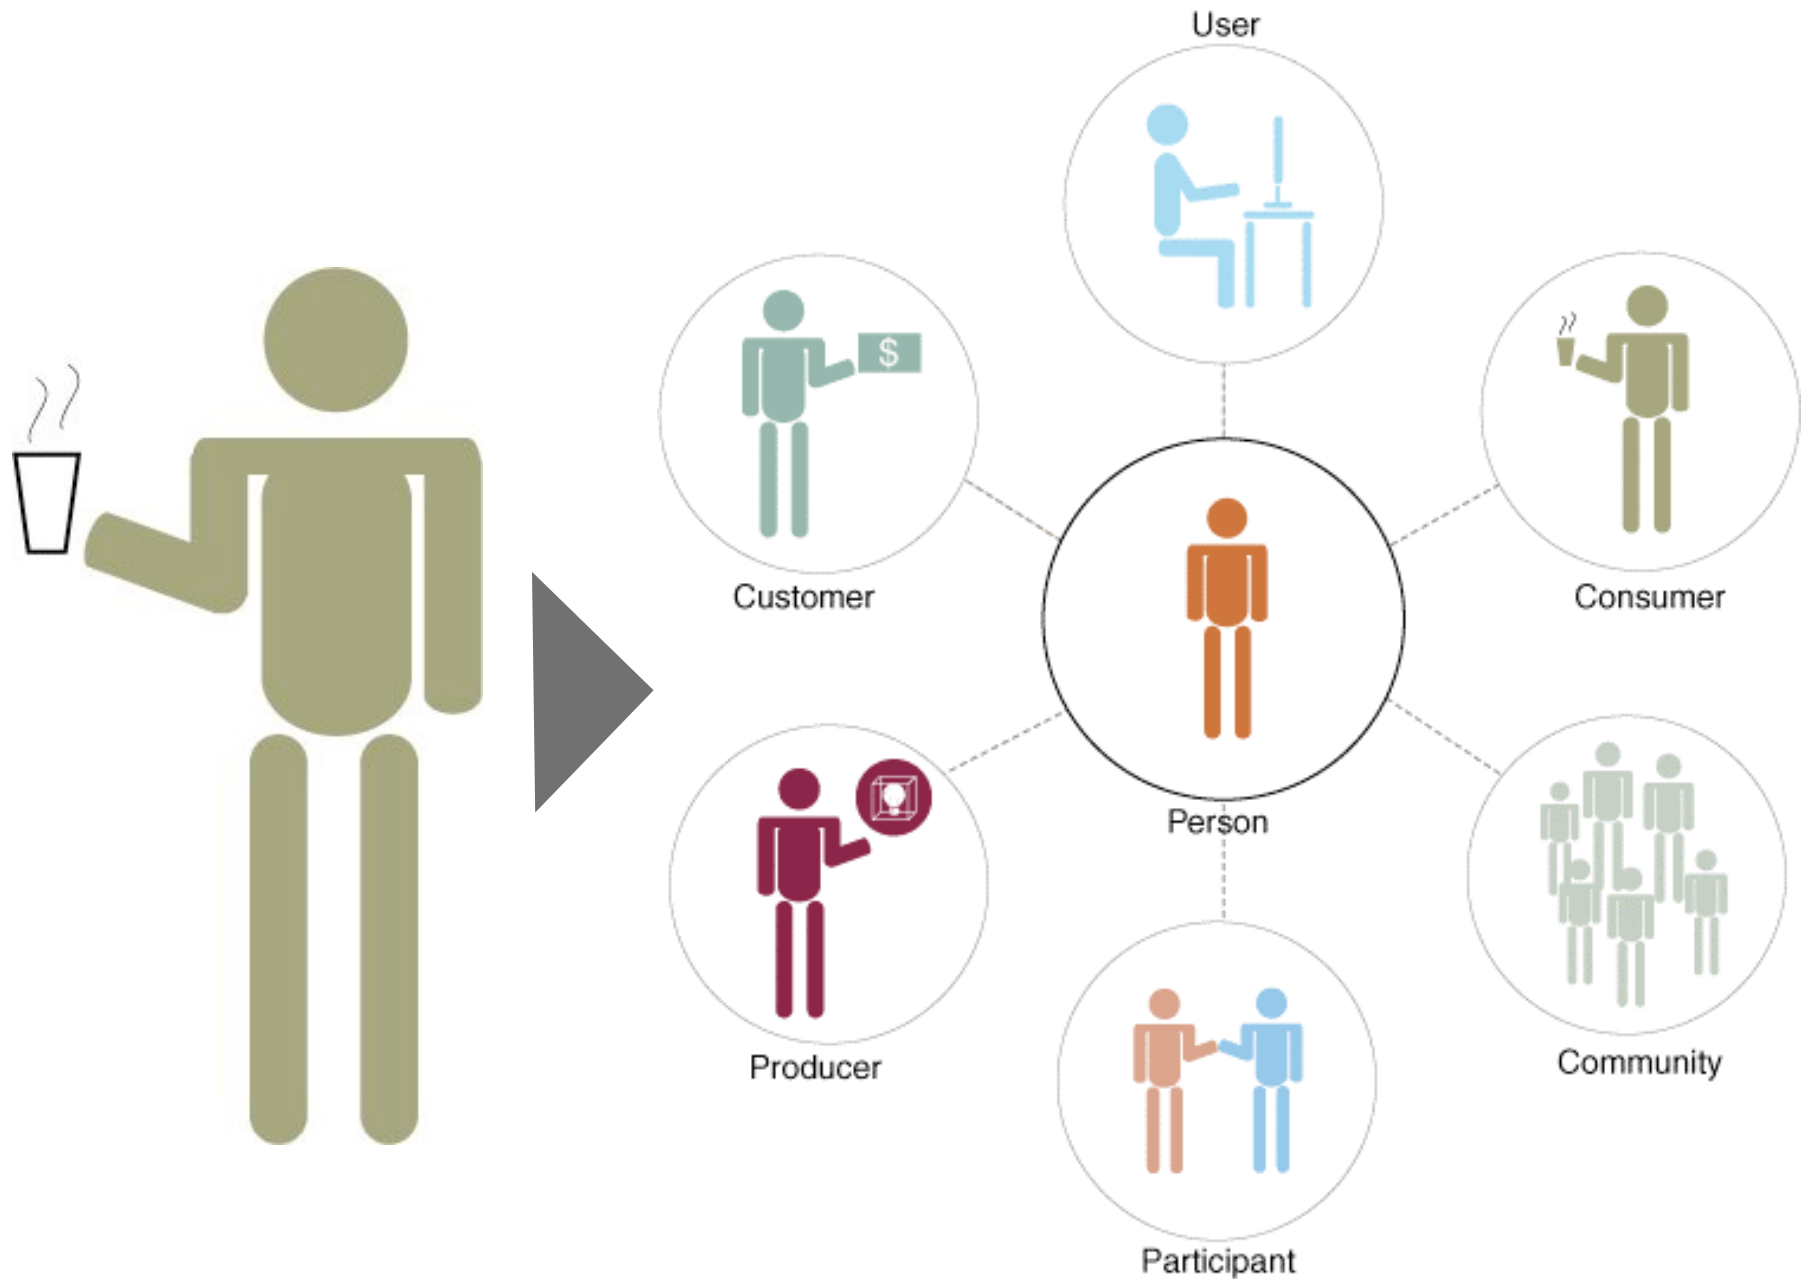 User
$
Customer
Consumer
Person
Producer
Community
Participant